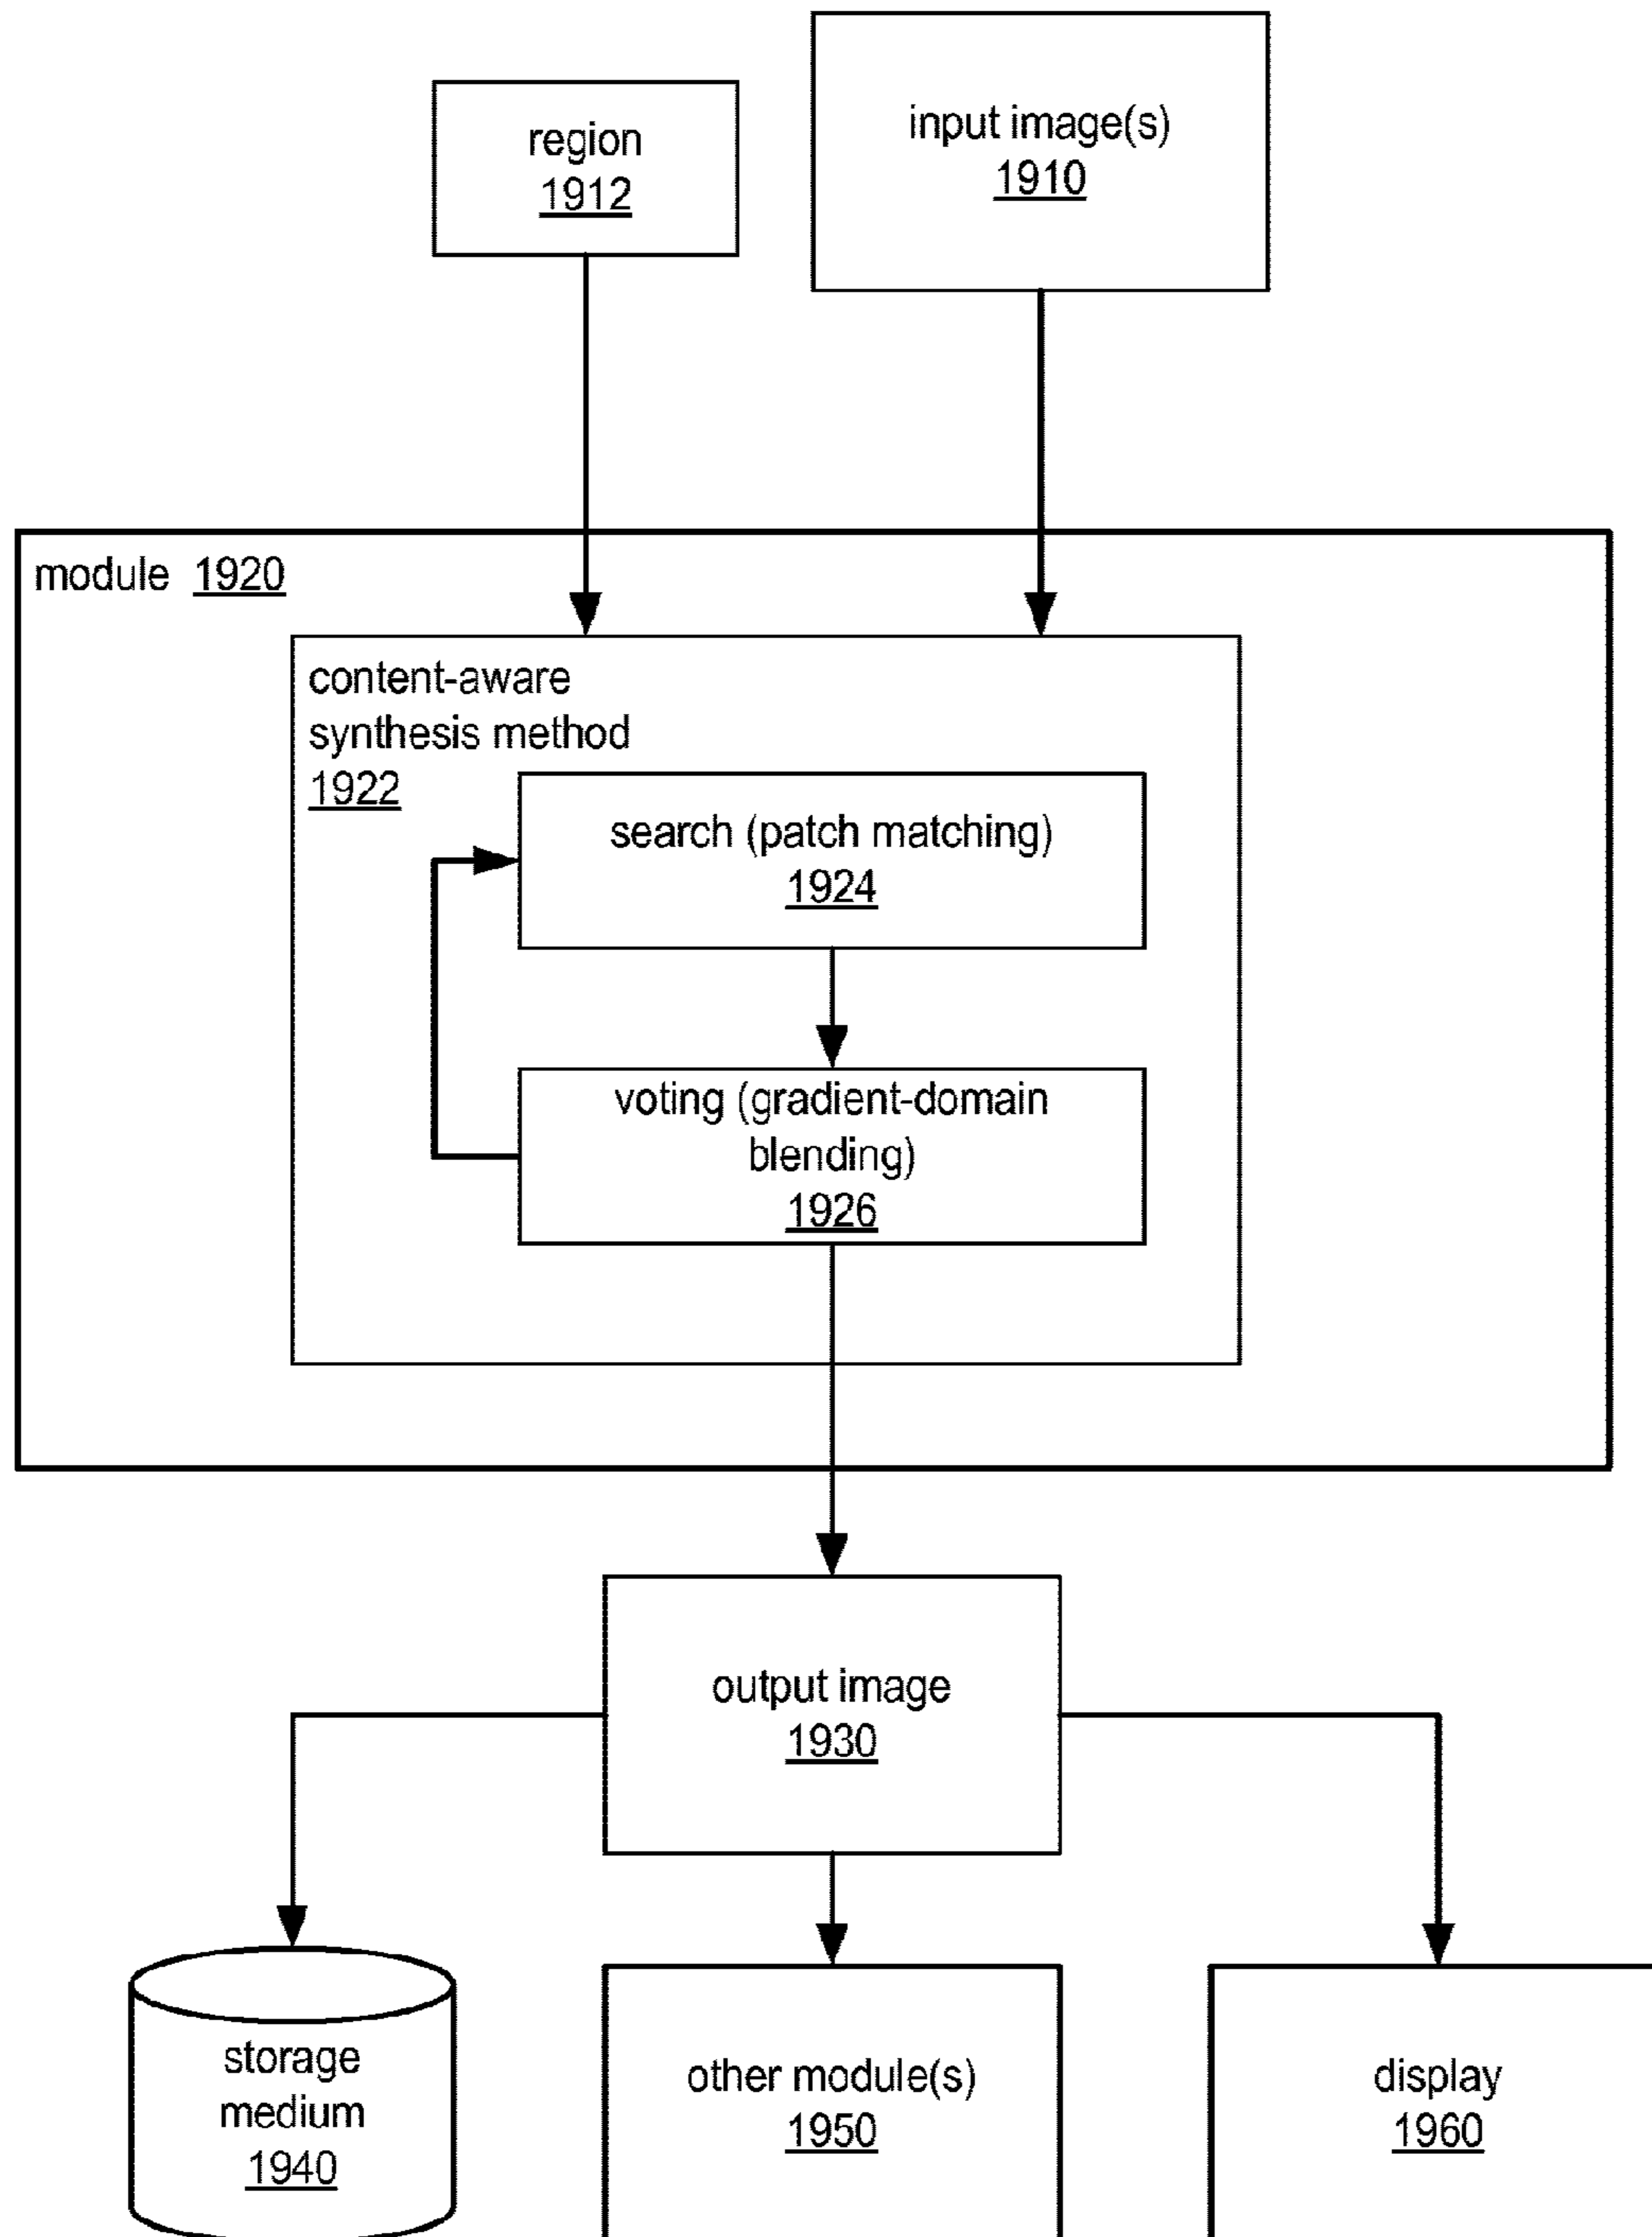 region
1912
input image(s)
1910
module 1920
content-aware
synthesis method
1922
search (patch matching)
1924
voting (gradient-domain
blending)
1926
output image
1930
storage
medium
1940
other module(s)
1950
display
1960